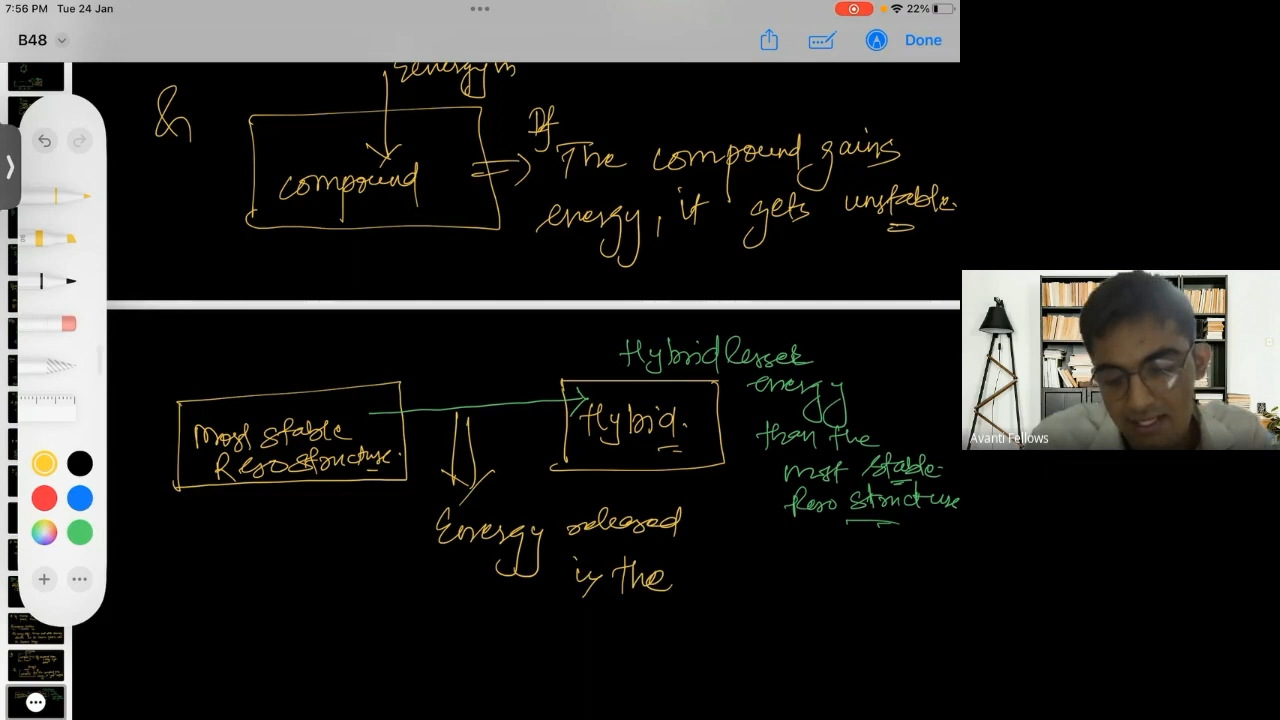 7:56 PM Tue 24 Jan
22%
B48
Done
&
compound
If
The compound gains
energy, it gets unstable.
Hybrid lesser
energy
than the
most stable
Reso structure
Most stable
Reso structure.
Hybrid.
Energy released
is the
Avanti Fellows